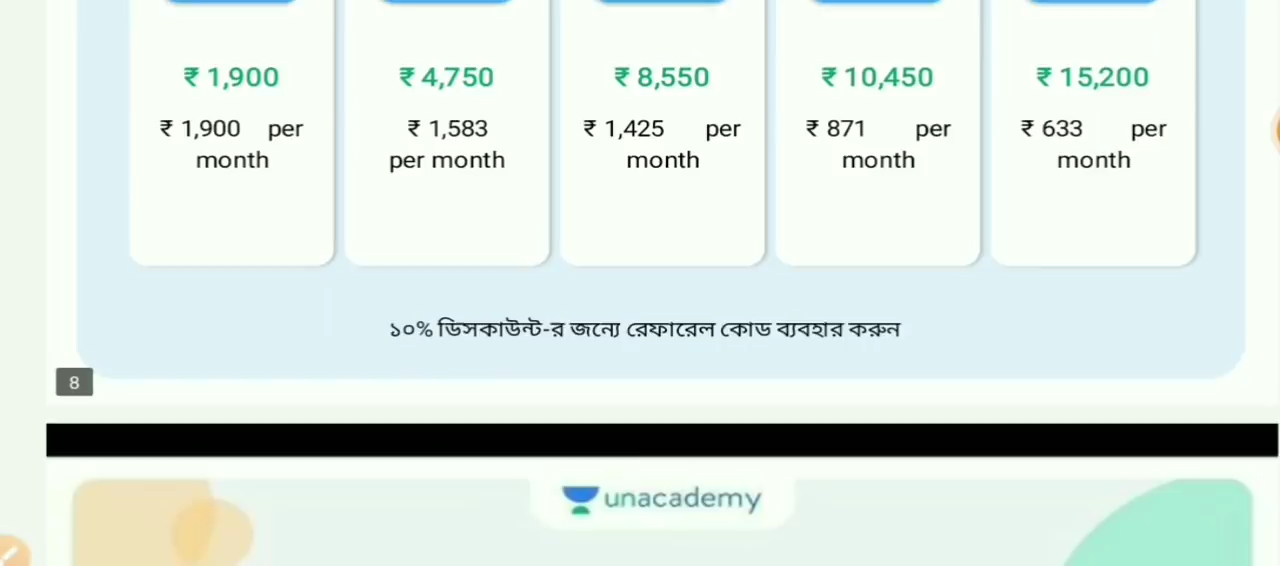 ₹ 1,900 ₹ 4,750 ₹ 8,550 ₹ 10,450 ₹ 15,200
₹ 1,900 per ₹ 1,583 ₹ 1,425 per ₹ 871 per ₹ 633 per
month per month month month month
১০% ডিসকাউন্ট-র জন্যে রেফারেল কোড ব্যবহার করুন
8
unacademy